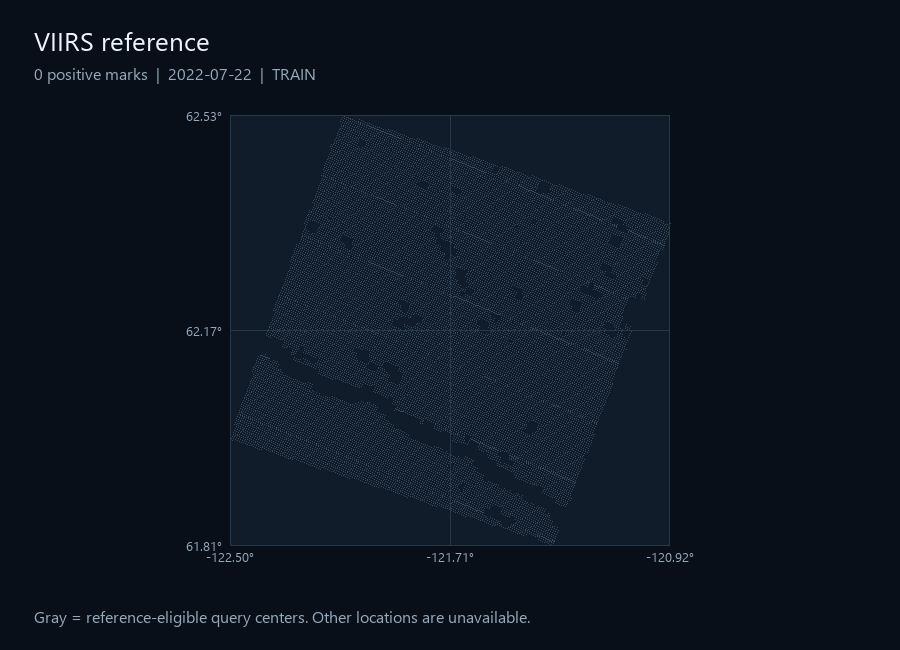 VIIRS reference
0 positive marks | 2022-07-22 | TRAIN
62.53°
62.17°
61.81°
-122.50°
-121.71°
-120.92°
Gray = reference-eligible query centers. Other locations are unavailable.